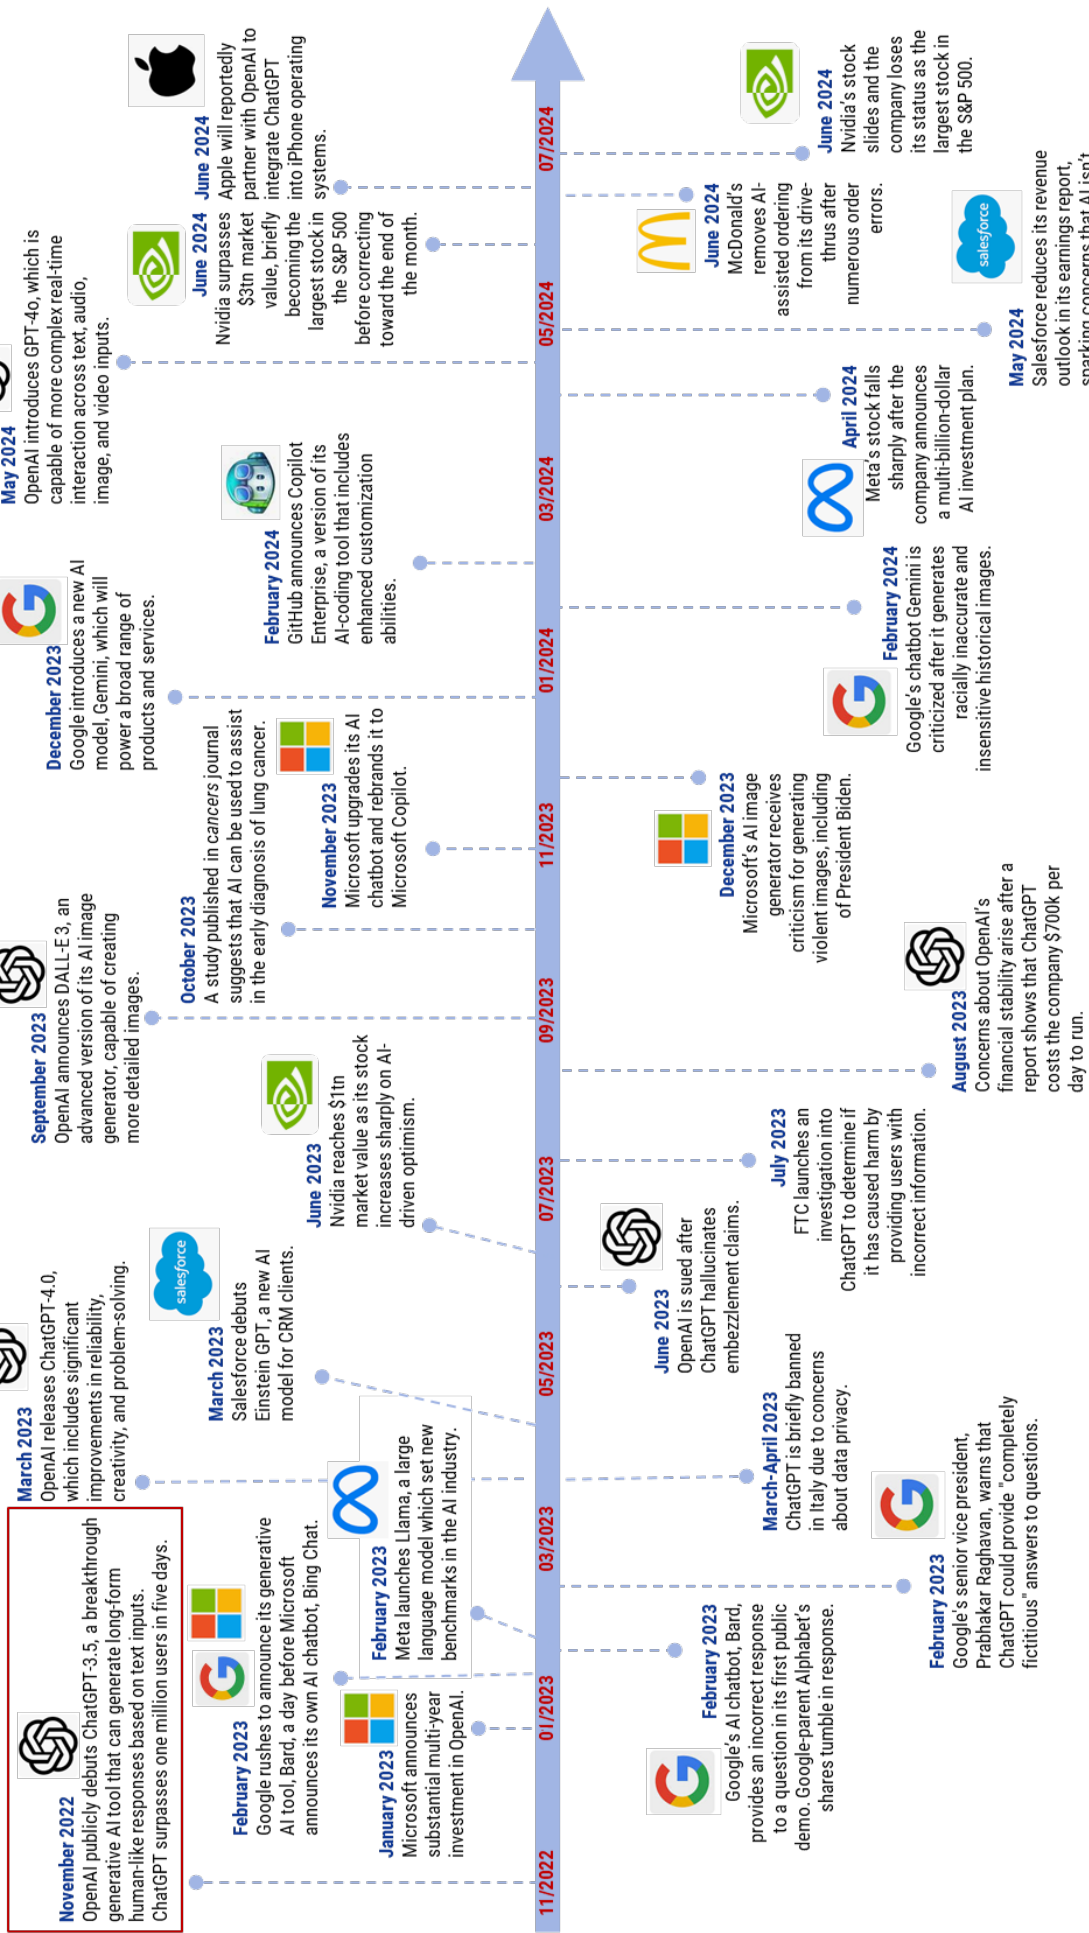 November 2022
OpenAI publicly debuts ChatGPT-3.5, a breakthrough
generative AI tool that can generate long-form
human-like responses based on text inputs.
ChatGPT surpasses one million users in five days.
February 2023
Google rushes to announce its generative
AI tool, Bard, a day before Microsoft
announces its own AI chatbot, Bing Chat.
January 2023
Microsoft announces
substantial multi-year
investment in OpenAI.
February 2023
Meta launches Llama, a large
language model which set new
benchmarks in the AI industry.
March 2023
OpenAI releases ChatGPT-4.0,
which includes significant
improvements in reliability,
creativity, and problem-solving.
salesforce
March 2023
Salesforce debuts
Einstein GPT, a new AI
model for CRM clients.
June 2023
Nvidia reaches $1tn
market value as its stock
increases sharply on AI-
driven optimism.
September 2023
OpenAI announces DALL-E 3, an
advanced version of its AI image
generator, capable of creating
more detailed images.
October 2023
A study published in cancers journal
suggests that AI can be used to assist
in the early diagnosis of lung cancer.
November 2023
Microsoft upgrades its AI
chatbot and rebrands it to
Microsoft Copilot.
December 2023
Google introduces a new AI
model, Gemini, which will
power a broad range of
products and services.
February 2024
GitHub announces Copilot
Enterprise, a version of its
AI-coding tool that includes
enhanced customization
abilities.
May 2024
OpenAI introduces GPT-4o, which is
capable of more complex real-time
interaction across text, audio,
image, and video inputs.
June 2024
Nvidia surpasses
$3tn market
value, briefly
becoming the
largest stock in
the S&P 500
before correcting
toward the end of
the month.
June 2024
Apple will reportedly
partner with OpenAI to
integrate ChatGPT
into iPhone operating
systems.
11/2022
01/2023
03/2023
05/2023
07/2023
09/2023
11/2023
01/2024
03/2024
05/2024
07/2024
February 2023
Google's AI chatbot, Bard,
provides an incorrect response
to a question in its first public
demo. Google-parent Alphabet's
shares tumble in response.
February 2023
Google's senior vice president,
Prabhakar Raghavan, warns that
ChatGPT could provide "completely
fictitious" answers to questions.
March-April 2023
ChatGPT is briefly banned
in Italy due to concerns
about data privacy.
June 2023
OpenAI is sued after
ChatGPT hallucinates
embezzlement claims.
July 2023
FTC launches an
investigation into
ChatGPT to determine if
it has caused harm by
providing users with
incorrect information.
August 2023
Concerns about OpenAI's
financial stability arise after a
report shows that ChatGPT
costs the company $700k per
day to run.
December 2023
Microsoft's AI image
generator receives
criticism for generating
violent images, including
of President Biden.
February 2024
Google's chatbot Gemini is
criticized after it generates
racially inaccurate and
insensitive historical images.
April 2024
Meta's stock falls
sharply after the
company announces
a multi-billion-dollar
AI investment plan.
salesforce
May 2024
Salesforce reduces its revenue
outlook in its earnings report,
sparking concerns that AI isn't
June 2024
McDonald's
removes AI-
assisted ordering
from its drive-
thrus after
numerous order
errors.
June 2024
Nvidia's stock
slides and the
company loses
its status as the
largest stock in
the S&P 500.